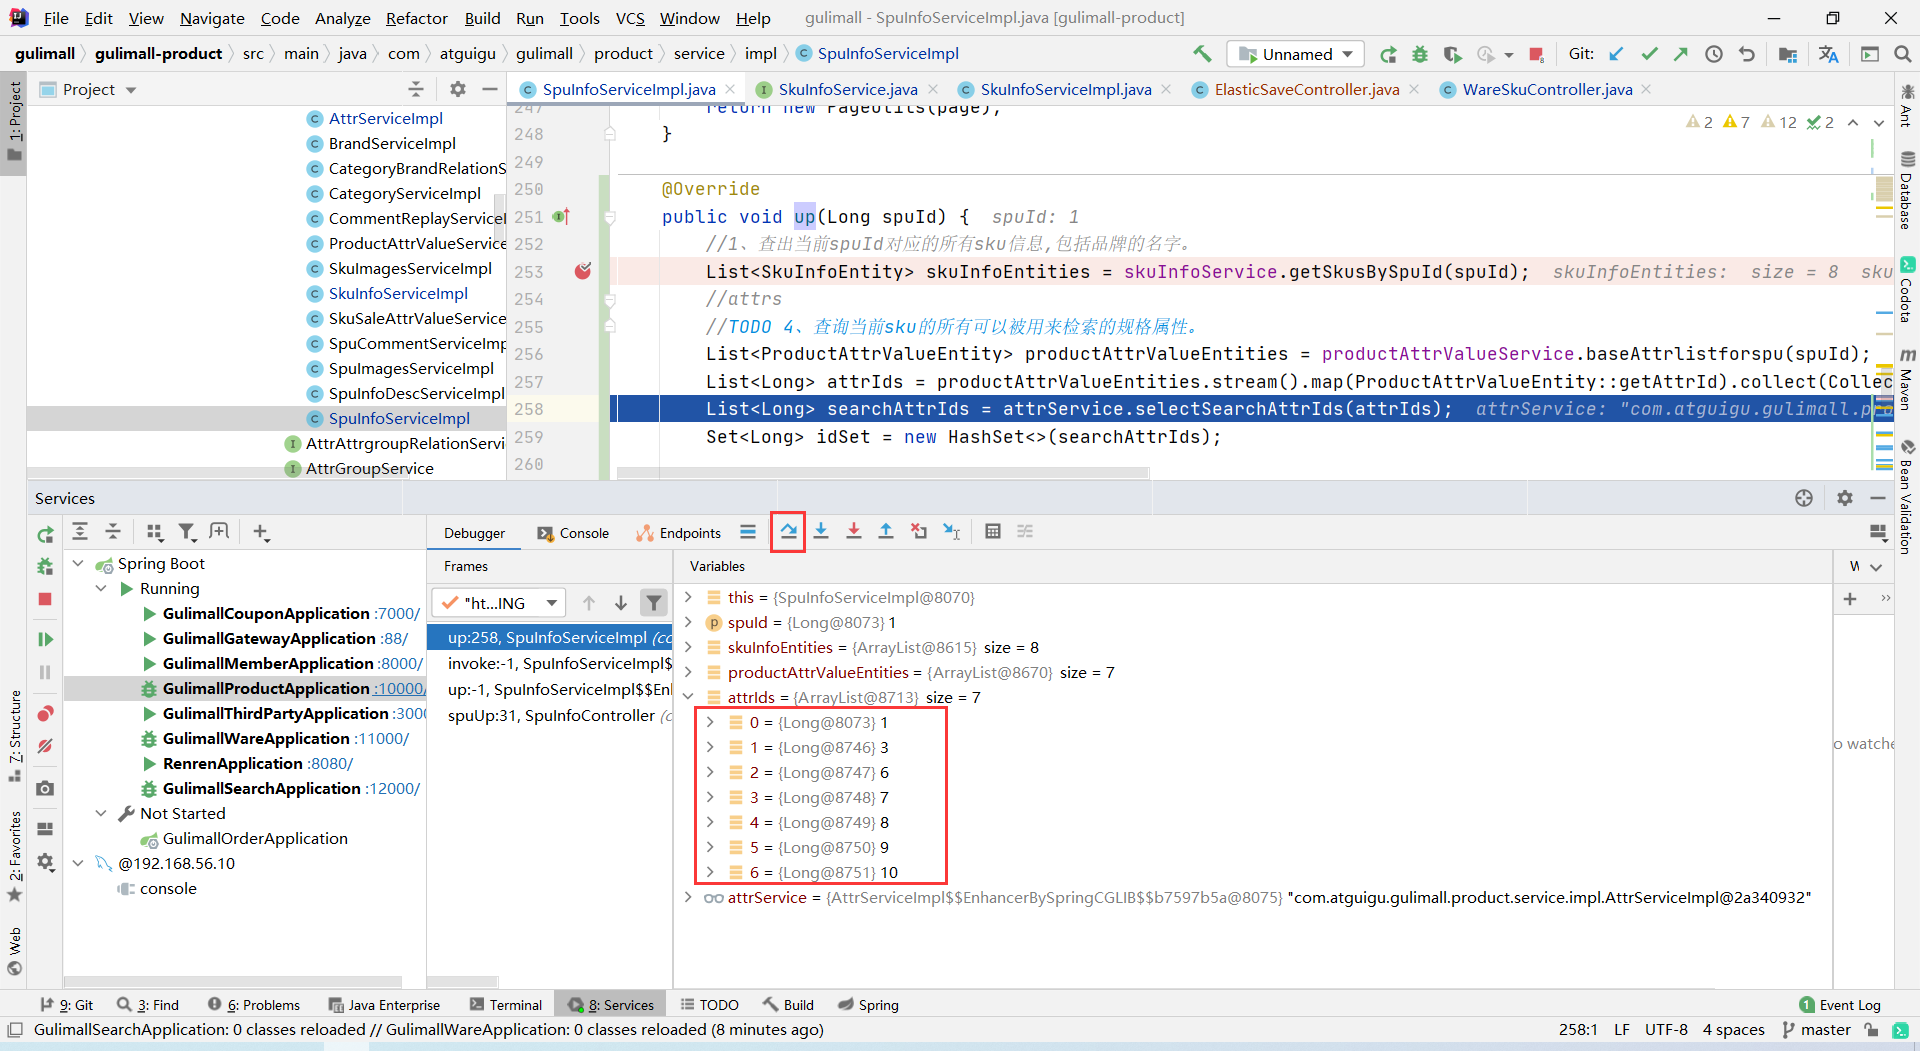 File Edit View Navigate Code Analyze Refactor Build Run Tools VCS Window Help gulimall - SpuInfoServiceImpl.java [gulimall-product]
gulimall gulimall-product src main java com atguigu gulimall product service impl SpuInfoServiceImpl Unnamed Git:
Project
SpuInfoServiceImpl.java SkuInfoService.java SkuInfoServiceImpl.java ElasticSaveController.java WareSkuController.java
1: Project
AttrServiceImpl
BrandServiceImpl
CategoryBrandRelationS
CategoryServiceImpl
CommentReplayServiceI
ProductAttrValueService
SkuImagesServiceImpl
SkuInfoServiceImpl
SkuSaleAttrValueService
SpuCommentServiceImp
SpuImagesServiceImpl
SpuInfoDescServiceImpl
SpuInfoServiceImpl
AttrAttrgroupRelationServi
AttrGroupService
2 7 12 2
247 return new PageUtils(page);
248 }
249
250 @Override
251 public void up(Long spuId) { spuId: 1
252 //1、查出当前spuId对应的所有sku信息,包括品牌的名字。
253 List<SkuInfoEntity> skuInfoEntities = skuInfoService.getSkusBySpuId(spuId); skuInfoEntities: size = 8 sku
254 //attrs
255 //TODO 4、查询当前sku的所有可以被用来检索的规格属性。
256 List<ProductAttrValueEntity> productAttrValueEntities = productAttrValueService.baseAttrlistforspu(spuId);
257 List<Long> attrIds = productAttrValueEntities.stream().map(ProductAttrValueEntity::getAttrId).collect(Collec
258 List<Long> searchAttrIds = attrService.selectSearchAttrIds(attrIds); attrService: "com.atguigu.gulimall.pro
259 Set<Long> idSet = new HashSet<>(searchAttrIds);
260
Ant
Database
Codota
Maven
Bean Validation
Services
Spring Boot
Running
GulimallCouponApplication :7000/
GulimallGatewayApplication :88/
GulimallMemberApplication :8000/
GulimallProductApplication :10000/
GulimallThirdPartyApplication :3000
GulimallWareApplication :11000/
RenrenApplication :8080/
GulimallSearchApplication :12000/
Not Started
GulimallOrderApplication
@192.168.56.10
console
7: Structure
2: Favorites
Web
Debugger Console Endpoints
Frames
"ht...ING
up:258, SpuInfoServiceImpl (co
invoke:-1, SpuInfoServiceImpl$
up:-1, SpuInfoServiceImpl$$Enh
spuUp:31, SpuInfoController (c
Variables
this = {SpuInfoServiceImpl@8070}
spuId = {Long@8073} 1
skuInfoEntities = {ArrayList@8615} size = 8
productAttrValueEntities = {ArrayList@8670} size = 7
attrIds = {ArrayList@8713} size = 7
0 = {Long@8073} 1
1 = {Long@8746} 3
2 = {Long@8747} 6
3 = {Long@8748} 7
4 = {Long@8749} 8
5 = {Long@8750} 9
6 = {Long@8751} 10
attrService = {AttrServiceImpl$$EnhancerBySpringCGLIB$$b7597b5a@8075} "com.atguigu.gulimall.product.service.impl.AttrServiceImpl@2a340932"
W
o watche
9: Git 3: Find 6: Problems Java Enterprise Terminal 8: Services TODO Build Spring 1 Event Log
GulimallSearchApplication: 0 classes reloaded // GulimallWareApplication: 0 classes reloaded (8 minutes ago) 258:1 LF UTF-8 4 spaces master